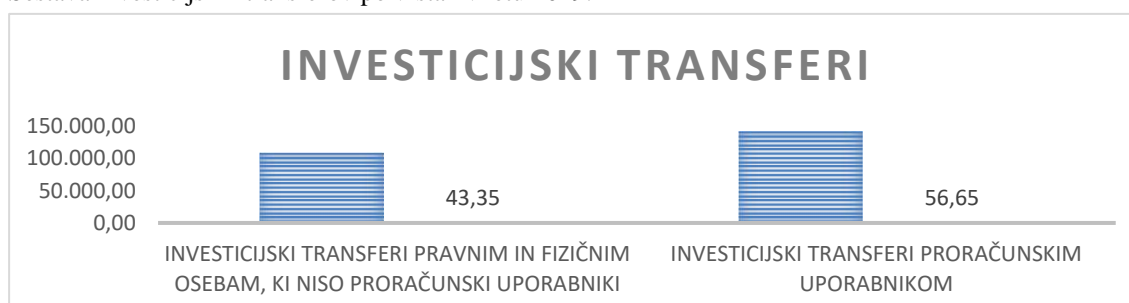 INVESTICIJSKI TRANSFERI
150.000,00
100.000,00
50.000,00
0,00
43,35
56,65
INVESTICIJSKI TRANSFERI PRAVNIM IN FIZIČNIM
OSEBAM, KI NISO PRORAČUNSKI UPORABNIKI
INVESTICIJSKI TRANSFERI PRORAČUNSKIM
UPORABNIKOM